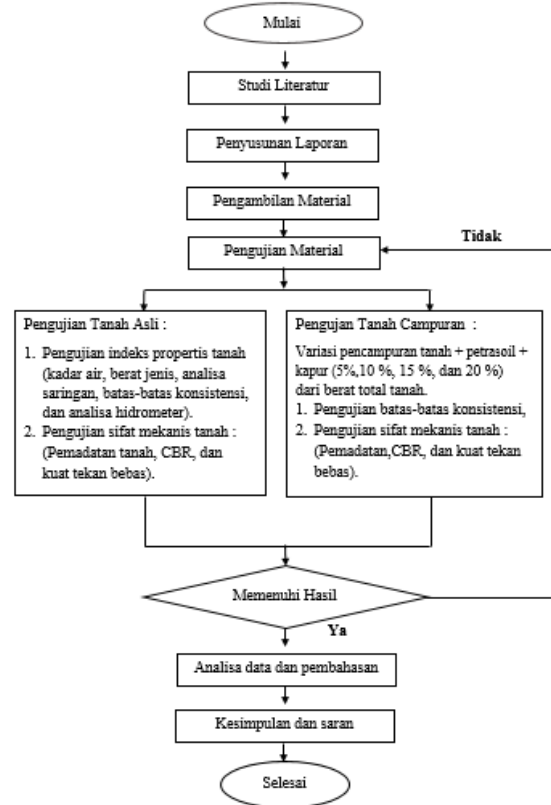 Mulai
Studi Literatur
Penyusunan Laporan
Pengambilan Material
Pengujian Material
Tidak
Pengujian Tanah Asli :
1. Pengujian indeks propertis tanah
(kadar air, berat jenis, analisa
saringan, batas-batas konsistensi,
dan analisa hidrometer).
2. Pengujian sifat mekanis tanah :
(Pemadatan tanah, CBR, dan
kuat tekan bebas).
Pengujan Tanah Campuran :
Variasi pencampuran tanah + petrasoil +
kapur (5%,10 %, 15 %, dan 20 %)
dari berat total tanah.
1. Pengujian batas-batas konsistensi,
2. Pengujian sifat mekanis tanah :
(Pemadatan,CBR, dan kuat tekan
bebas).
Memenuhi Hasil
Ya
Analisa data dan pembahasan
Kesimpulan dan saran
Selesai